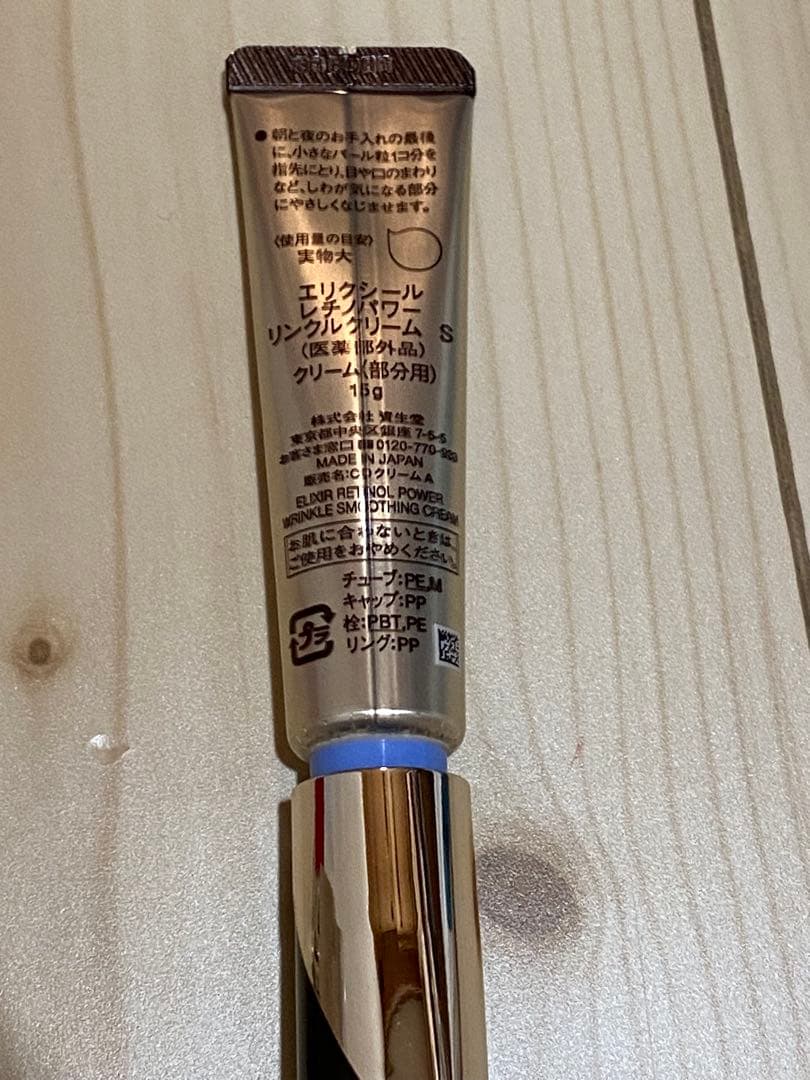 ●朝と夜のお手入れの最後
に、小さなパール粒1コ分を
指先にとり、目や口のまわり
など、しわが気になる部分
にやさしくなじませます。
〈使用量の目安〉
実物大
エリクシール
レチノパワー
リンクルクリーム S
(医薬部外品)
クリーム〈部分用〉
15g
株式会社 資生堂
東京都中央区銀座 7-5-5
お客さま窓口 0120-770-933
MADE IN JAPAN
販売名:CQクリームA
ELIXIR RETINOL POWER
WRINKLE SMOOTHING CREAM
お肌に合わないときは、
ご使用をおやめください。
チューブ:PE,M
キャップ:PP
栓:PBT,PE
リング:PP
プラ